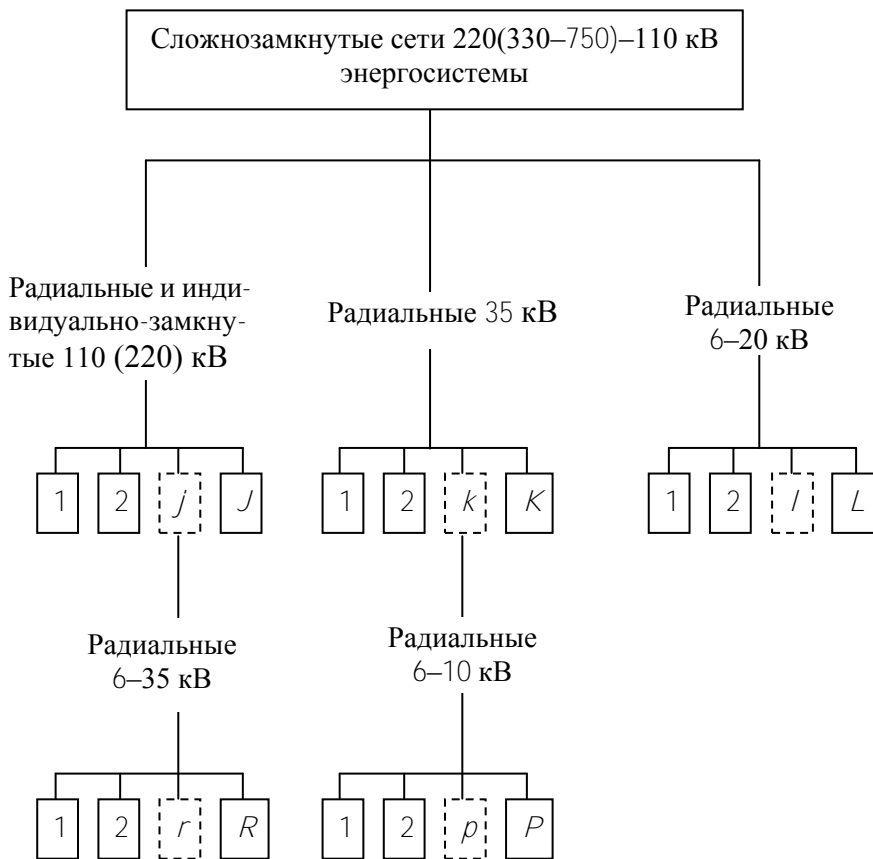 Сложнозамкнутые сети 220(330–750)–110 кВ
энергосистемы
Радиальные и инди-
видуально-замкну-
тые 110 (220) кВ
Радиальные 35 кВ
Радиальные
6–20 кВ
1 2 j J
1 2 k K
1 2 l L
Радиальные
6–35 кВ
Радиальные
6–10 кВ
1 2 r R
1 2 p P